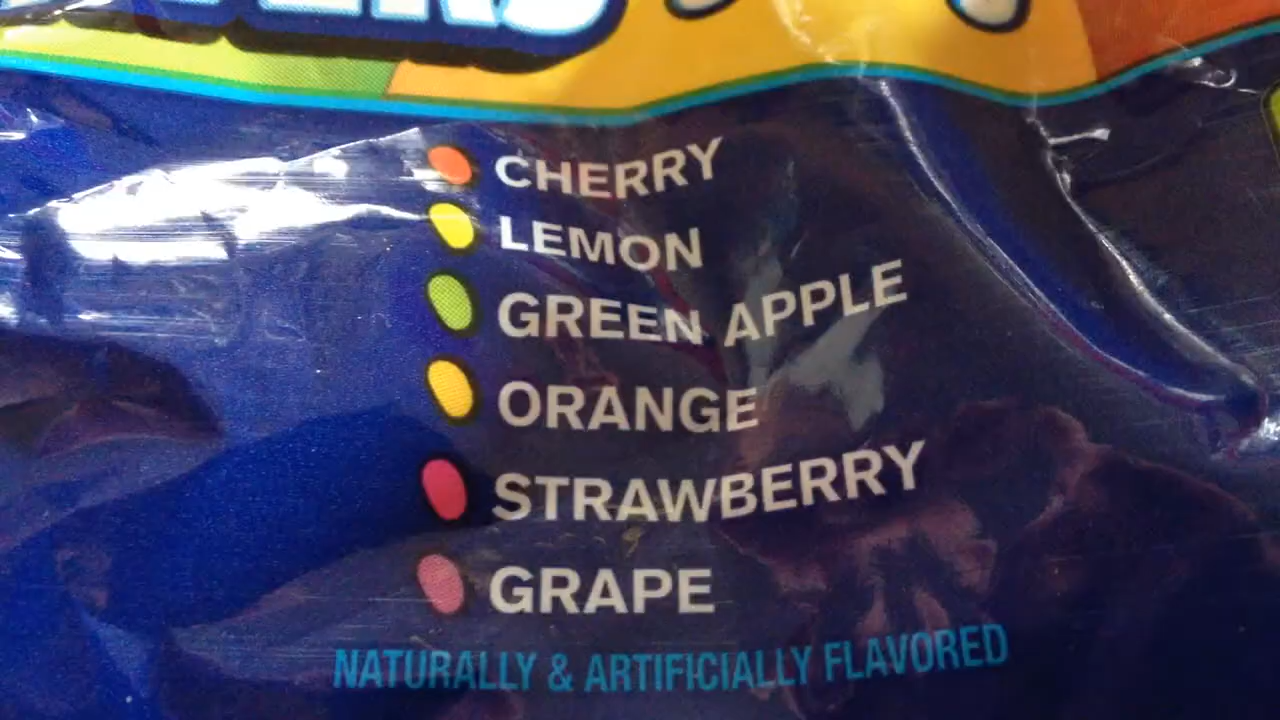 CHERRY
LEMON
GREEN APPLE
ORANGE
STRAWBERRY
GRAPE
NATURALLY & ARTIFICIALLY FLAVORED